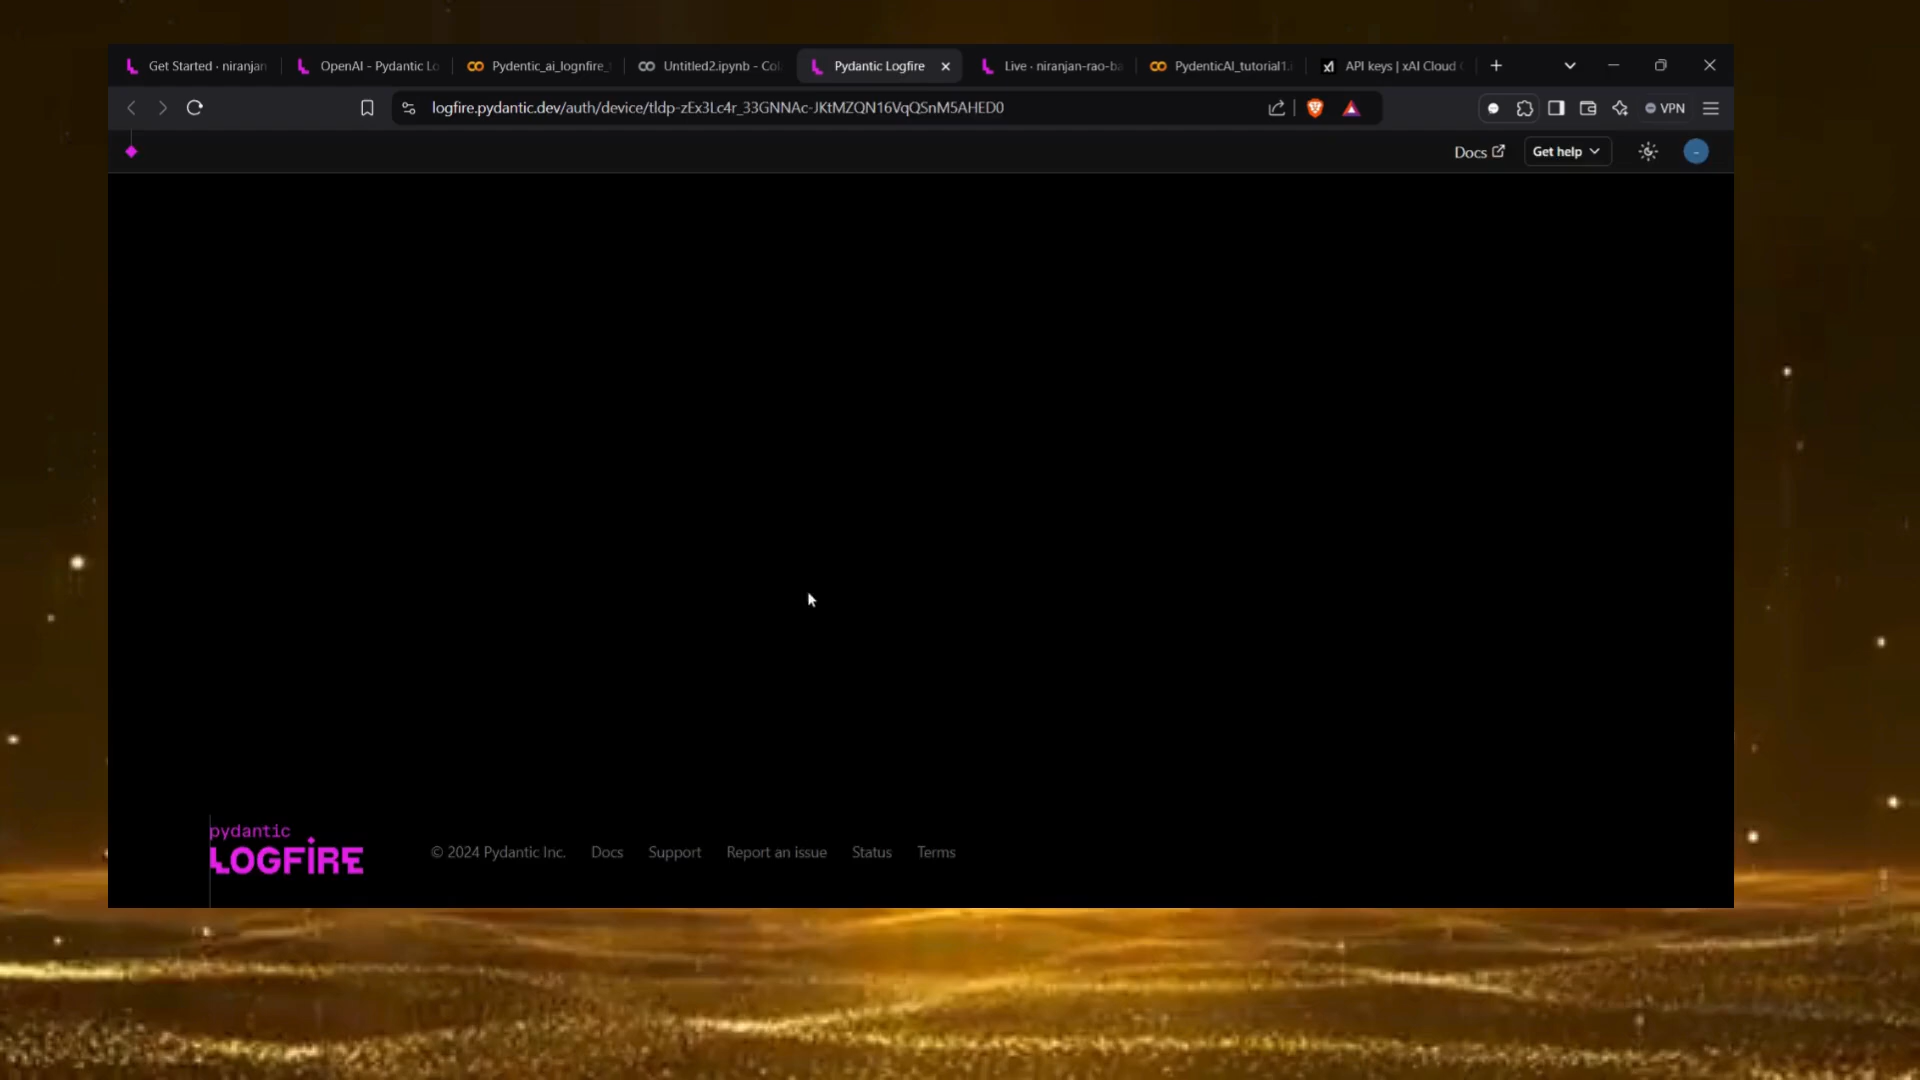 Get Started · niranjan
OpenAI - Pydantic Lo
Pydentic_ai_lognfire_
Untitled2.ipynb - Col
Pydantic Logfire
Live · niranjan-rao-ba
PydenticAI_tutorial1.i
API keys | xAI Cloud
logfire.pydantic.dev/auth/device/tldp-zEx3Lc4r_33GNNAc-JKtMZQN16VqQSnM5AHED0
VPN
Docs
Get help
pydantic
LOGFIRE
© 2024 Pydantic Inc.
Docs
Support
Report an issue
Status
Terms